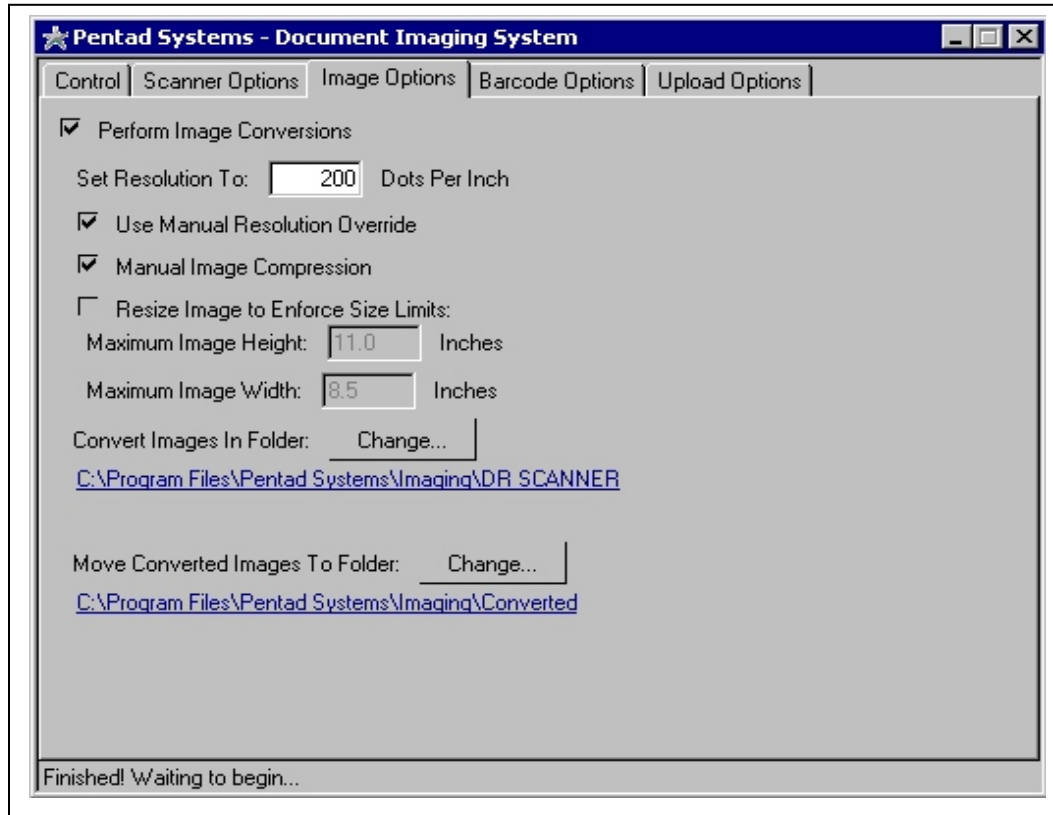 Pentad Systems - Document Imaging System
Control Scanner Options Image Options Barcode Options Upload Options
Perform Image Conversions
Set Resolution To: 200 Dots Per Inch
Use Manual Resolution Override
Manual Image Compression
Resize Image to Enforce Size Limits:
Maximum Image Height: 11.0 Inches
Maximum Image Width: 8.5 Inches
Convert Images In Folder: Change...
C:\Program Files\Pentad Systems\Imaging\DR SCANNER
Move Converted Images To Folder: Change...
C:\Program Files\Pentad Systems\Imaging\Converted
Finished! Waiting to begin...